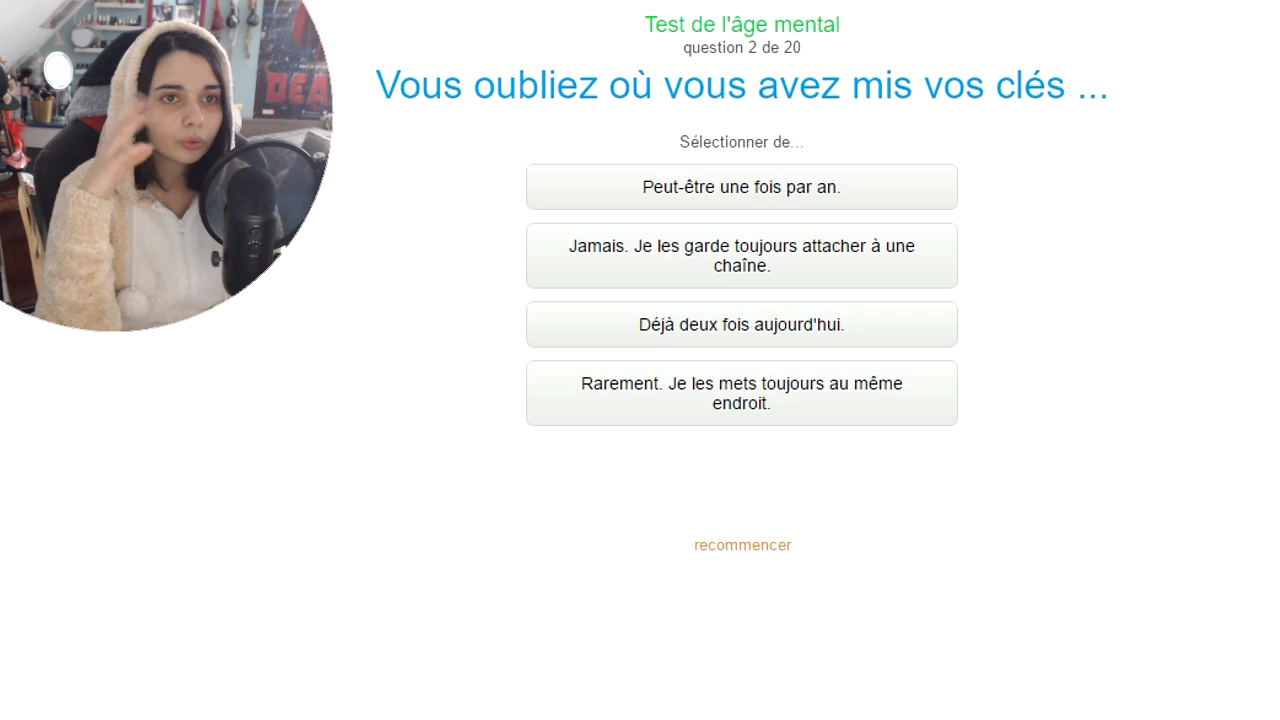 Test de l'âge mental
question 2 de 20
Vous oubliez où vous avez mis vos clés ...
Sélectionner de...
Peut-être une fois par an.
Jamais. Je les garde toujours attacher à une
chaîne.
Déjà deux fois aujourd'hui.
Rarement. Je les mets toujours au même
endroit.
recommencer